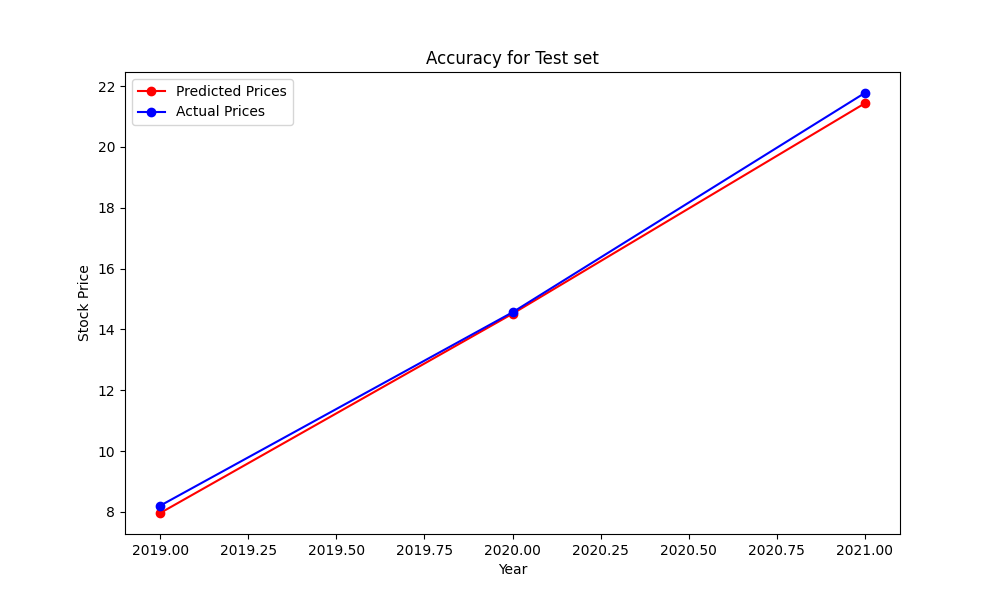 Accuracy for Test set
Predicted Prices
Actual Prices
22
20
18
16
14
12
10
8
Stock Price
2019.00 2019.25 2019.50 2019.75 2020.00 2020.25 2020.50 2020.75 2021.00
Year